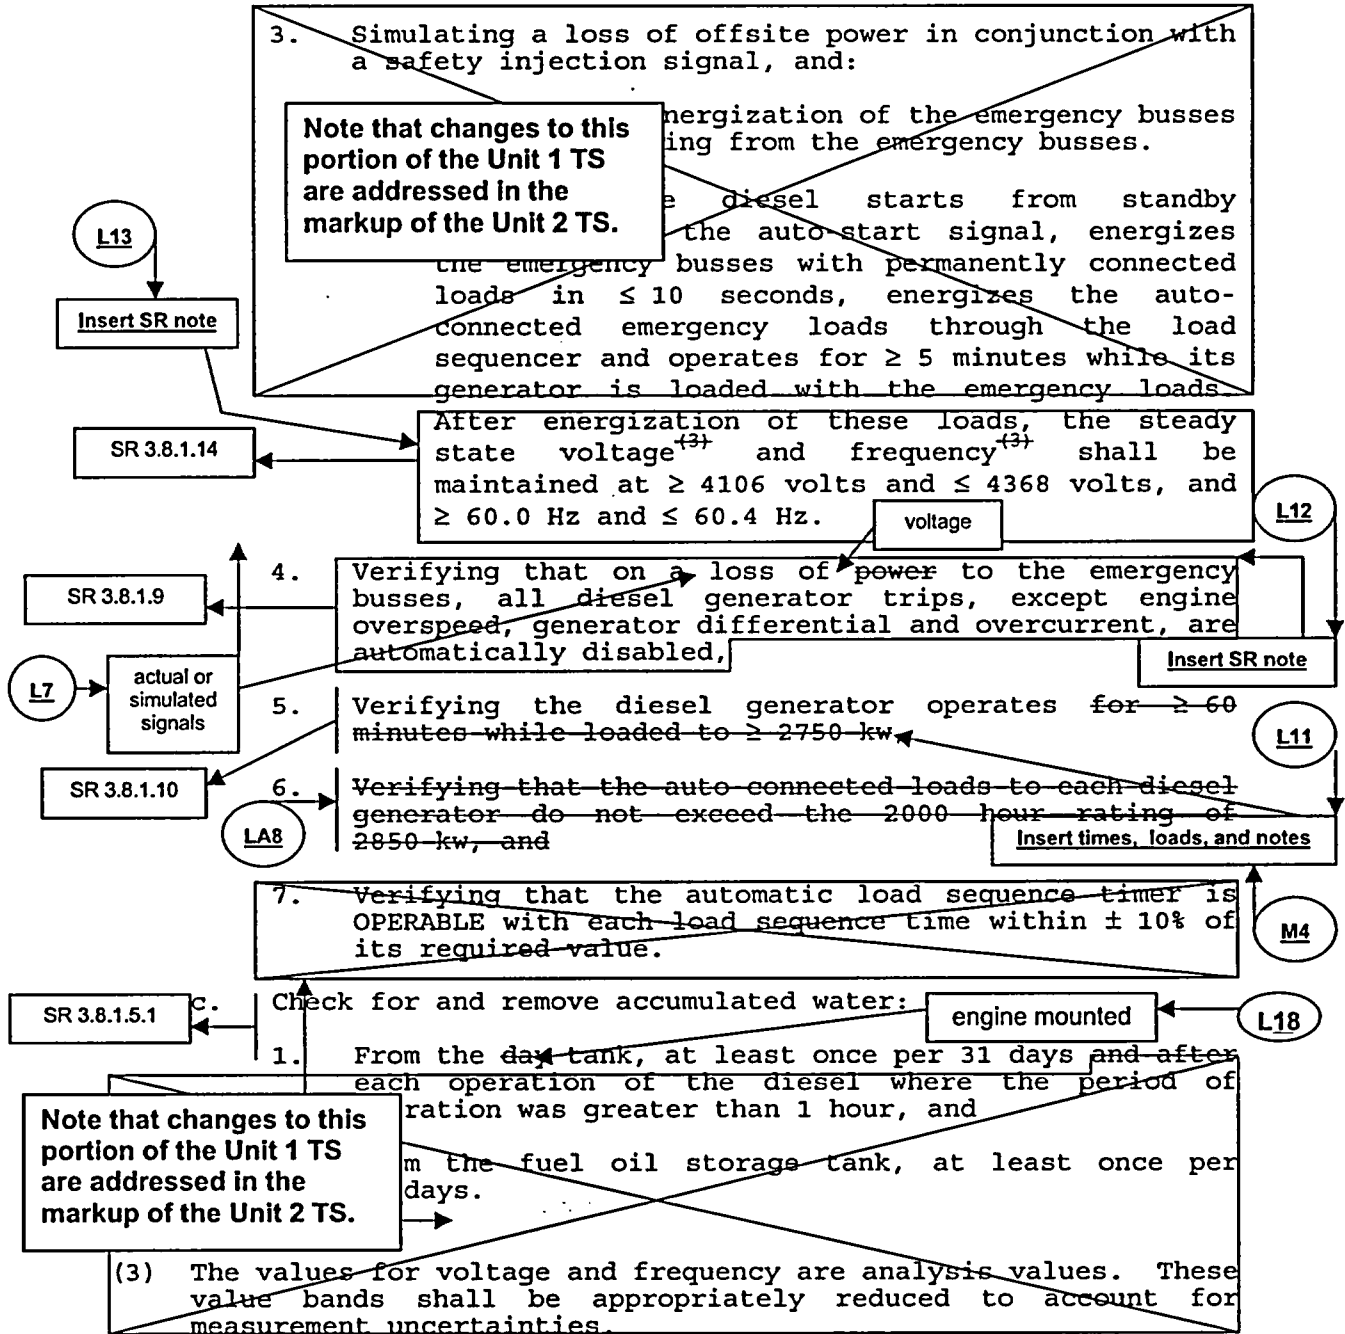 3. Simulating a loss of offsite power in conjunction with
a safety injection signal, and:
Note that changes to this
portion of the Unit 1 TS
are addressed in the
markup of the Unit 2 TS.
nergization of the emergency busses
ing from the emergency busses.
e diesel starts from standby
the auto-start signal, energizes
the emergency busses with permanently connected
loads in ≤ 10 seconds, energizes the auto-
connected emergency loads through the load
sequencer and operates for ≥ 5 minutes while its
generator is loaded with the emergency loads.
L13
Insert SR note
SR 3.8.1.14
After energization of these loads, the steady
state voltage(3) and frequency(3) shall be
maintained at ≥ 4106 volts and ≤ 4368 volts, and
≥ 60.0 Hz and ≤ 60.4 Hz.
voltage
L12
Insert SR note
SR 3.8.1.9
4. Verifying that on a loss of power to the emergency
busses, all diesel generator trips, except engine
overspeed, generator differential and overcurrent, are
automatically disabled,
L7
actual or
simulated
signals
5. Verifying the diesel generator operates for ≥ 60
minutes while loaded to ≥ 2750 kw,
L11
SR 3.8.1.10
LA8
6. Verifying that the auto-connected loads to each diesel
generator do not exceed the 2000 hour rating of
2850 kw, and
Insert times, loads, and notes
M4
7. Verifying that the automatic load sequence timer is
OPERABLE with each load sequence time within ± 10% of
its required value.
SR 3.8.1.5.1
c. Check for and remove accumulated water:
engine mounted
L18
1. From the day tank, at least once per 31 days and after
each operation of the diesel where the period of
ration was greater than 1 hour, and
Note that changes to this
portion of the Unit 1 TS
are addressed in the
markup of the Unit 2 TS.
m the fuel oil storage tank, at least once per
days.
(3) The values for voltage and frequency are analysis values. These
value bands shall be appropriately reduced to account for
measurement uncertainties.